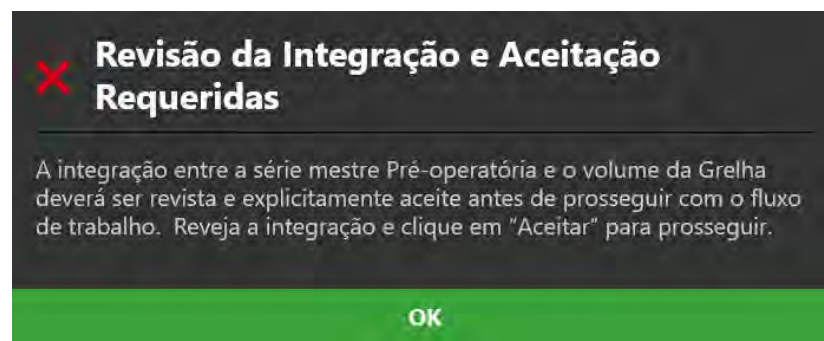 Revisão da Integração e Aceitação
Requeridas
A integração entre a série mestre Pré-operatória e o volume da Grelha
deverá ser revista e explicitamente aceite antes de prosseguir com o fluxo
de trabalho.  Reveja a integração e clique em "Aceitar" para prosseguir.
OK